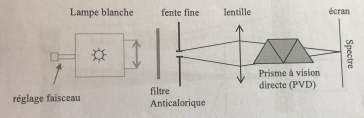 Lampe blanche
fente fine
lentille
écran
Spectre
réglage faisceau
filtre
Anticalorique
Prisme à vision
directe (PVD)